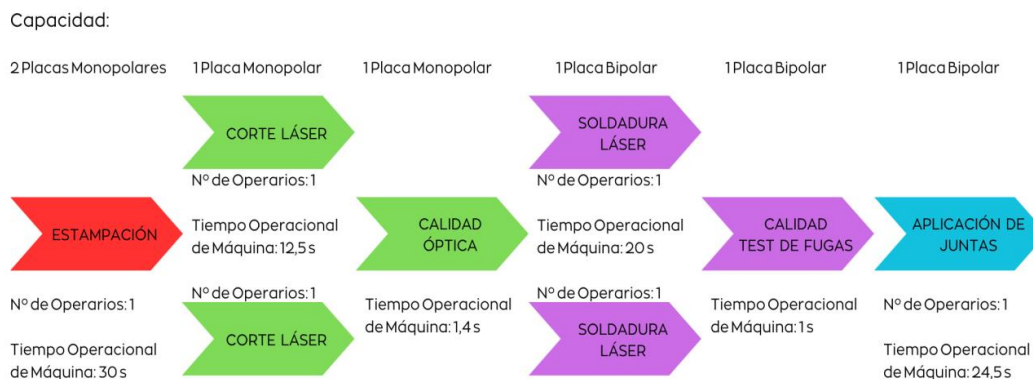 Capacidad:
2 Placas Monopolares
1 Placa Monopolar
1 Placa Monopolar
1 Placa Bipolar
1 Placa Bipolar
1 Placa Bipolar
CORTE LÁSER
SOLDADURA
LÁSER
Nº de Operarios: 1
Nº de Operarios: 1
ESTAMPACIÓN
Tiempo Operacional
de Máquina: 12,5 s
CALIDAD
ÓPTICA
Tiempo Operacional
de Máquina: 20 s
CALIDAD
TEST DE FUGAS
APLICACIÓN DE
JUNTAS
Nº de Operarios: 1
Tiempo Operacional
de Máquina: 30 s
Nº de Operarios: 1
CORTE LÁSER
Tiempo Operacional
de Máquina: 1,4 s
Nº de Operarios: 1
SOLDADURA
LÁSER
Tiempo Operacional
de Máquina: 1 s
Nº de Operarios: 1
Tiempo Operacional
de Máquina: 24,5 s